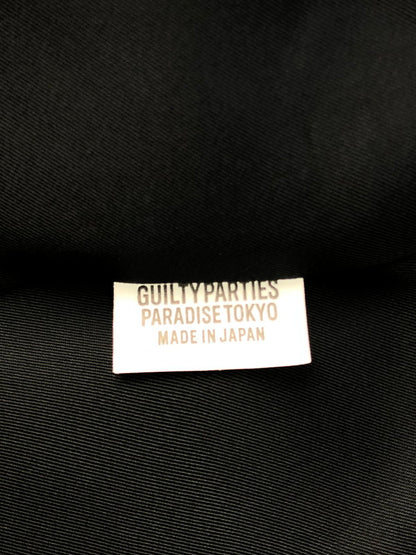 GUILTY PARTIES
PARADISE TOKYO
MADE IN JAPAN